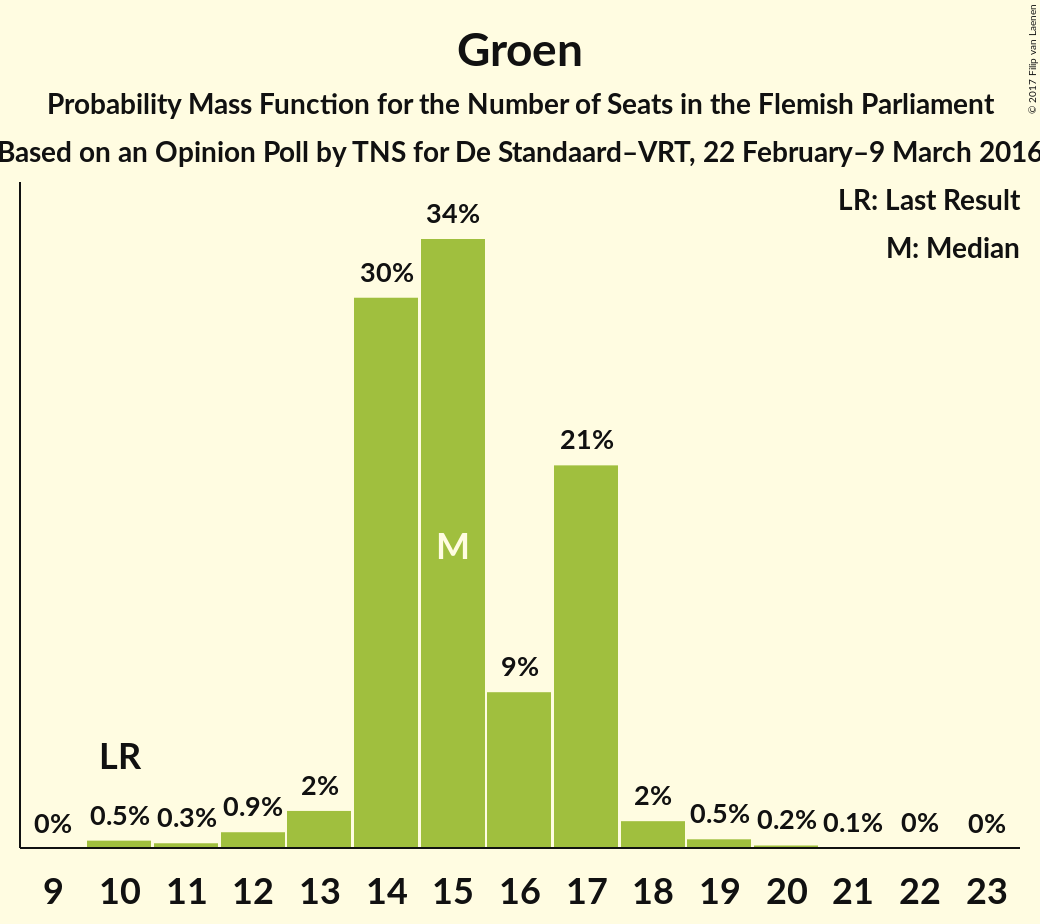 Groen
Probability Mass Function for the Number of Seats in the Flemish Parliament
Based on an Opinion Poll by TNS for De Standaard–VRT, 22 February–9 March 2016
© 2017 Filip van Laenen
LR: Last Result
M: Median
34%
30%
21%
M
9%
LR
0% 0.5% 0.3% 0.9% 2% 2% 0.5% 0.2% 0.1% 0% 0%
9 10 11 12 13 14 15 16 17 18 19 20 21 22 23